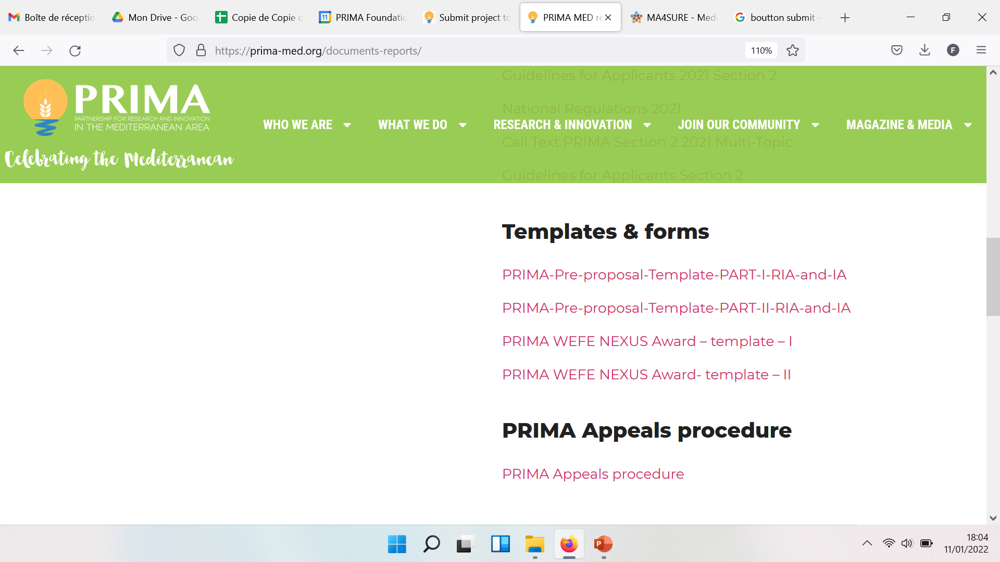 Boîte de réceptio
Mon Drive - Goo
Copie de Copie d
PRIMA Foundatio
Submit project to
PRIMA MED re
MA4SURE - Medi
boutton submit -
https://prima-med.org/documents-reports/
110%
F
Guidelines for Applicants 2021 Section 2
PRIMA
PARTNERSHIP FOR RESEARCH AND INNOVATION
IN THE MEDITERRANEAN AREA
Celebrating the Mediterranean
National Regulations 2021
WHO WE ARE
WHAT WE DO
RESEARCH & INNOVATION
JOIN OUR COMMUNITY
MAGAZINE & MEDIA
Call Text PRIMA Section 2 2021 Multi-Topic
Guidelines for Applicants Section 2
Templates & forms
PRIMA-Pre-proposal-Template-PART-I-RIA-and-IA
PRIMA-Pre-proposal-Template-PART-II-RIA-and-IA
PRIMA WEFE NEXUS Award – template – I
PRIMA WEFE NEXUS Award- template – II
PRIMA Appeals procedure
PRIMA Appeals procedure
18:04
11/01/2022